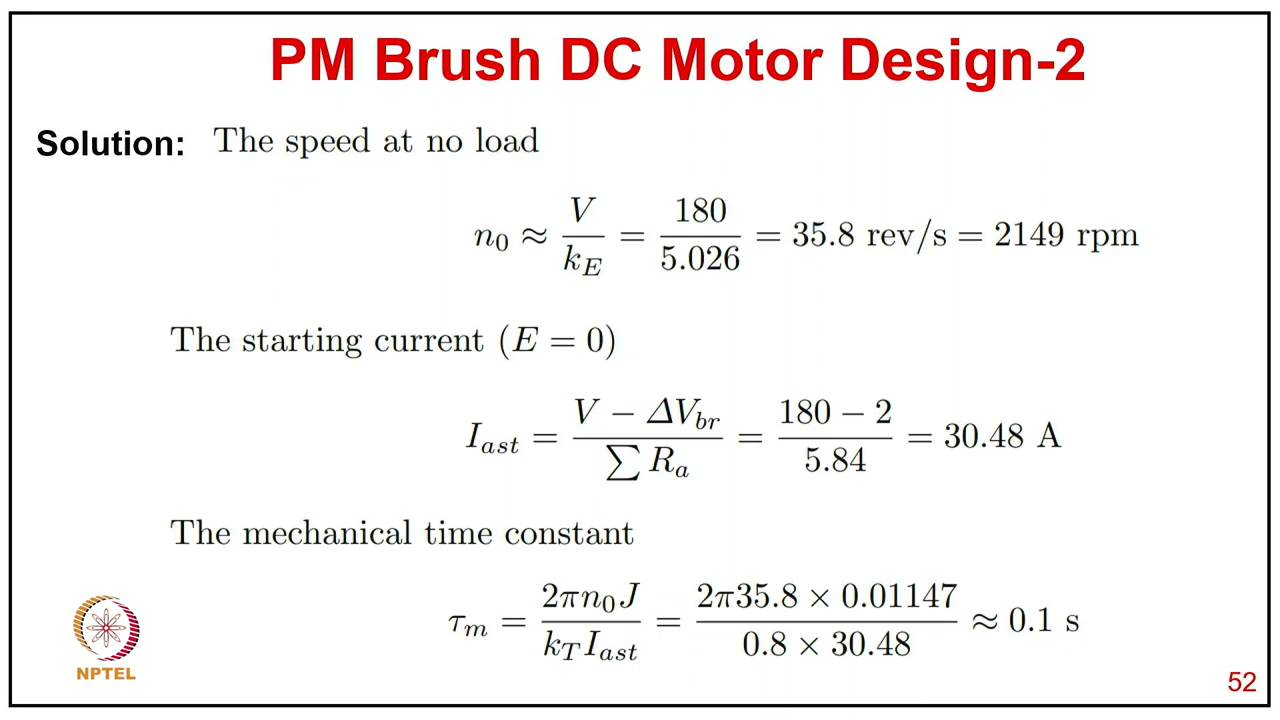 PM Brush DC Motor Design-2
Solution: The speed at no load
n₀ ≈ V/k_E = 180/5.026 = 35.8 rev/s = 2149 rpm
The starting current (E = 0)
I_ast = (V − ΔV_br)/(∑ R_a) = (180 − 2)/5.84 = 30.48 A
The mechanical time constant
τ_m = (2πn₀J)/(k_T I_ast) = (2π35.8 × 0.01147)/(0.8 × 30.48) ≈ 0.1 s
NPTEL
52